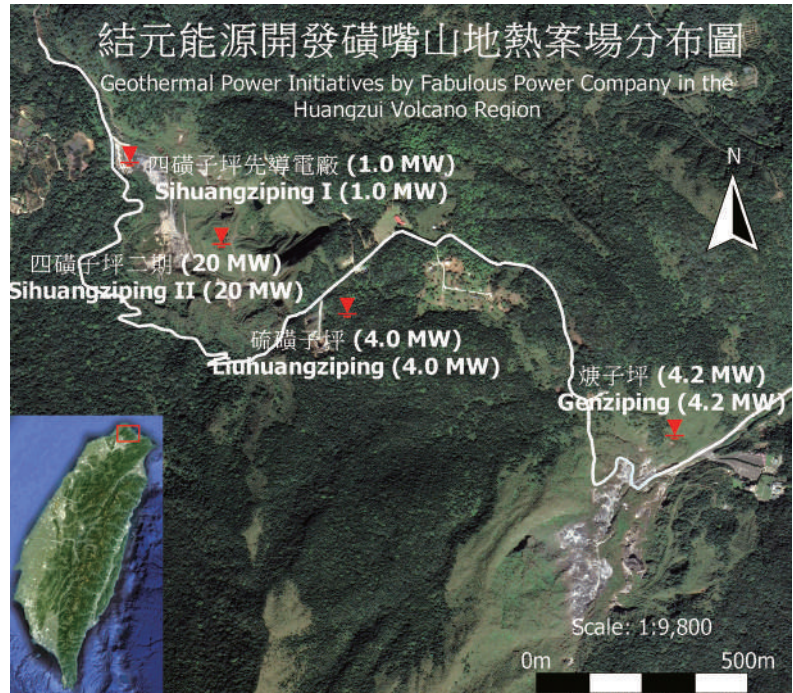 結元能源開發磺嘴山地熱案場分布圖
Geothermal Power Initiatives by Fabulous Power Company in the
Huangzui Volcano Region
N
四磺子坪先導電廠 (1.0 MW)
Sihuangziping I (1.0 MW)
四磺子坪二期 (20 MW)
Sihuangziping II (20 MW)
硫磺子坪 (4.0 MW)
Liuhuangziping (4.0 MW)
焿子坪 (4.2 MW)
Genziping (4.2 MW)
Scale: 1:9,800
0m 500m